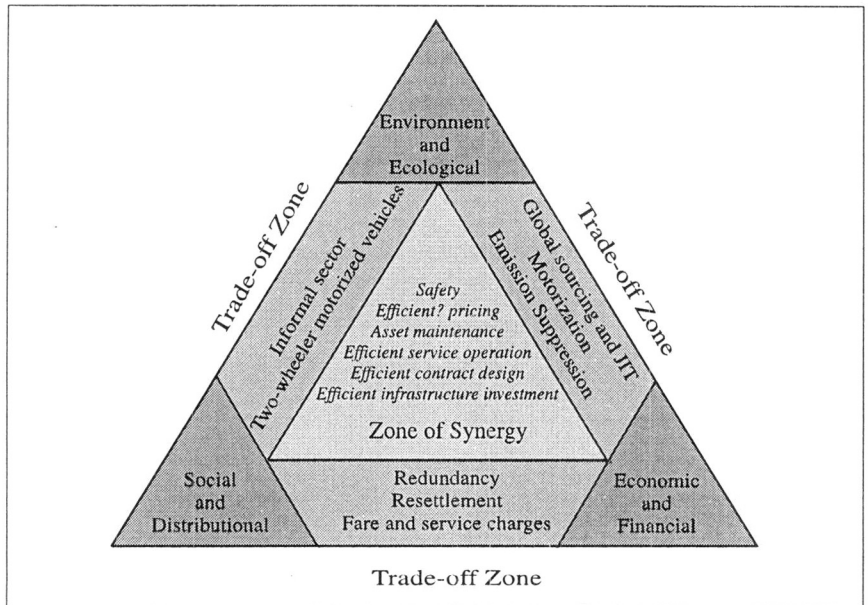 Environment
and
Ecological
Trade-off Zone
Informal sector
Two-wheeler motorized vehicles
Global sourcing and JIT
Motorization
Emission Suppression
Trade-off Zone
Safety
Efficient? pricing
Asset maintenance
Efficient service operation
Efficient contract design
Efficient infrastructure investment
Zone of Synergy
Social
and
Distributional
Redundancy
Resettlement
Fare and service charges
Economic
and
Financial
Trade-off Zone